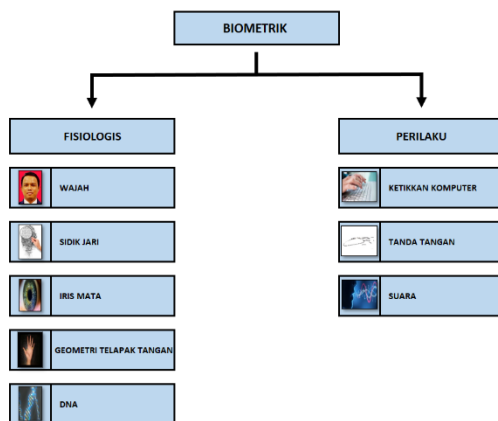 BIOMETRIK
FISIOLOGIS
WAJAH
SIDIK JARI
IRIS MATA
GEOMETRI TELAPAK TANGAN
DNA
PERILAKU
KETIKKAN KOMPUTER
TANDA TANGAN
SUARA